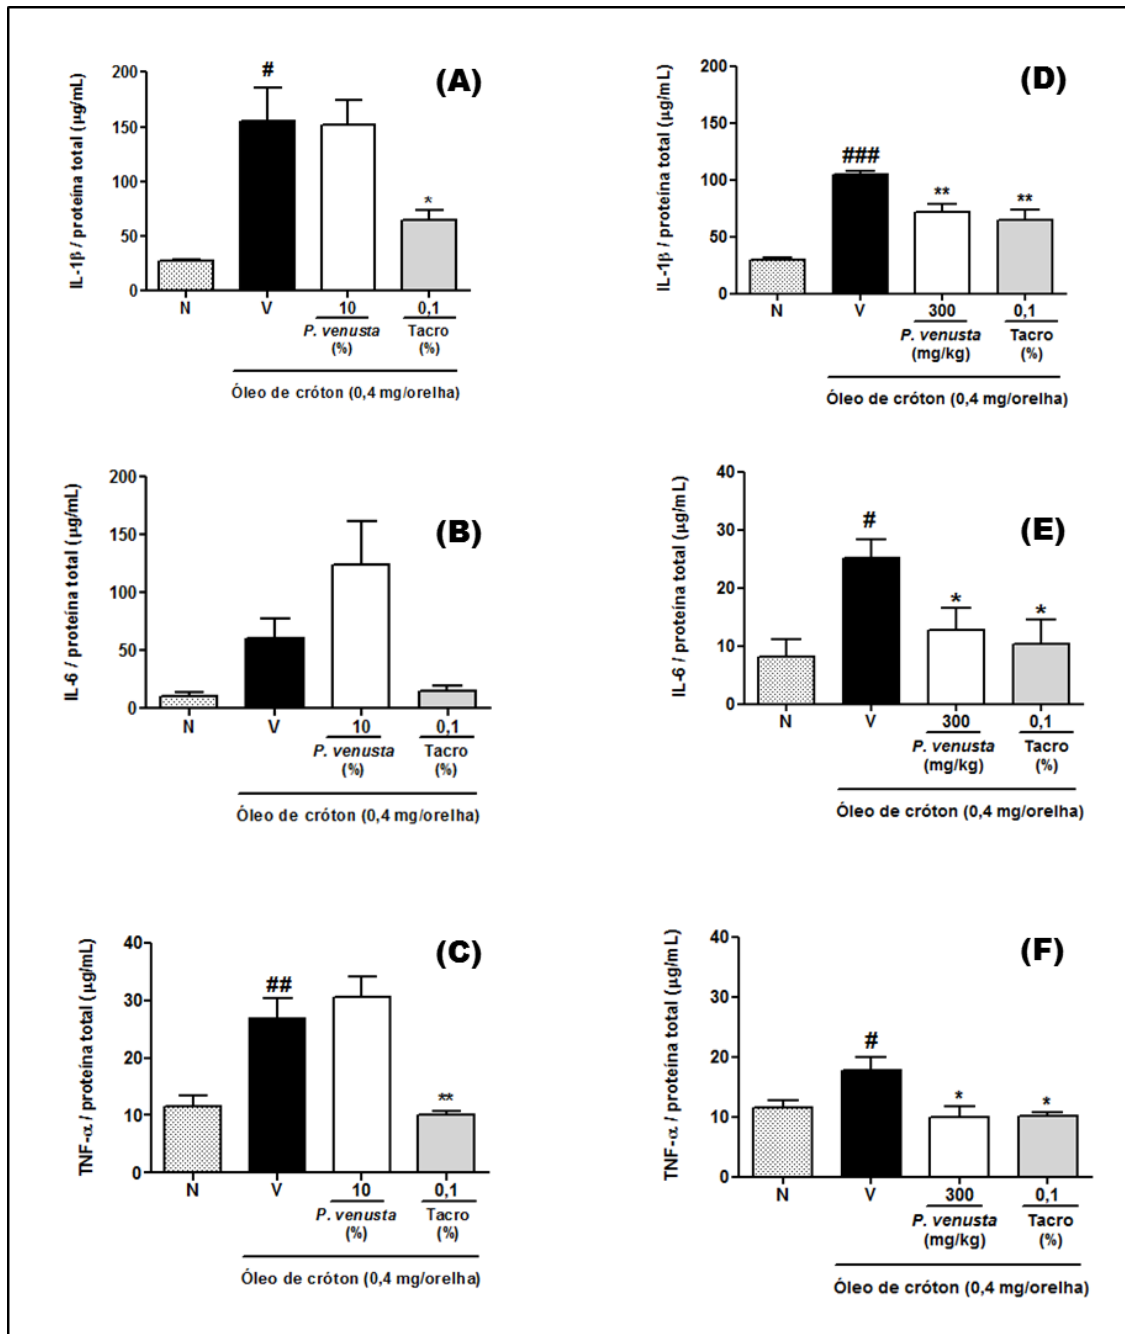 (A)
IL-1β / proteína total (µg/mL)
200
150
100
50
0
#
*
N
V
10
0,1
P. venusta
Tacro
(%)
(%)
Óleo de cróton (0,4 mg/orelha)
(D)
IL-1β / proteína total (µg/mL)
200
150
100
50
0
###
**
**
N
V
300
0,1
P. venusta
Tacro
(mg/kg)
(%)
Óleo de cróton (0,4 mg/orelha)
(B)
IL-6 / proteína total (µg/mL)
200
150
100
50
0
N
V
10
0,1
P. venusta
Tacro
(%)
(%)
Óleo de cróton (0,4 mg/orelha)
(E)
IL-6 / proteína total (µg/mL)
40
30
20
10
0
#
*
*
N
V
300
0,1
P. venusta
Tacro
(mg/kg)
(%)
Óleo de cróton (0,4 mg/orelha)
(C)
TNF-α / proteína total (µg/mL)
40
30
20
10
0
##
**
N
V
10
0,1
P. venusta
Tacro
(%)
(%)
Óleo de cróton (0,4 mg/orelha)
(F)
TNF-α / proteína total (µg/mL)
40
30
20
10
0
#
*
*
N
V
300
0,1
P. venusta
Tacro
(mg/kg)
(%)
Óleo de cróton (0,4 mg/orelha)